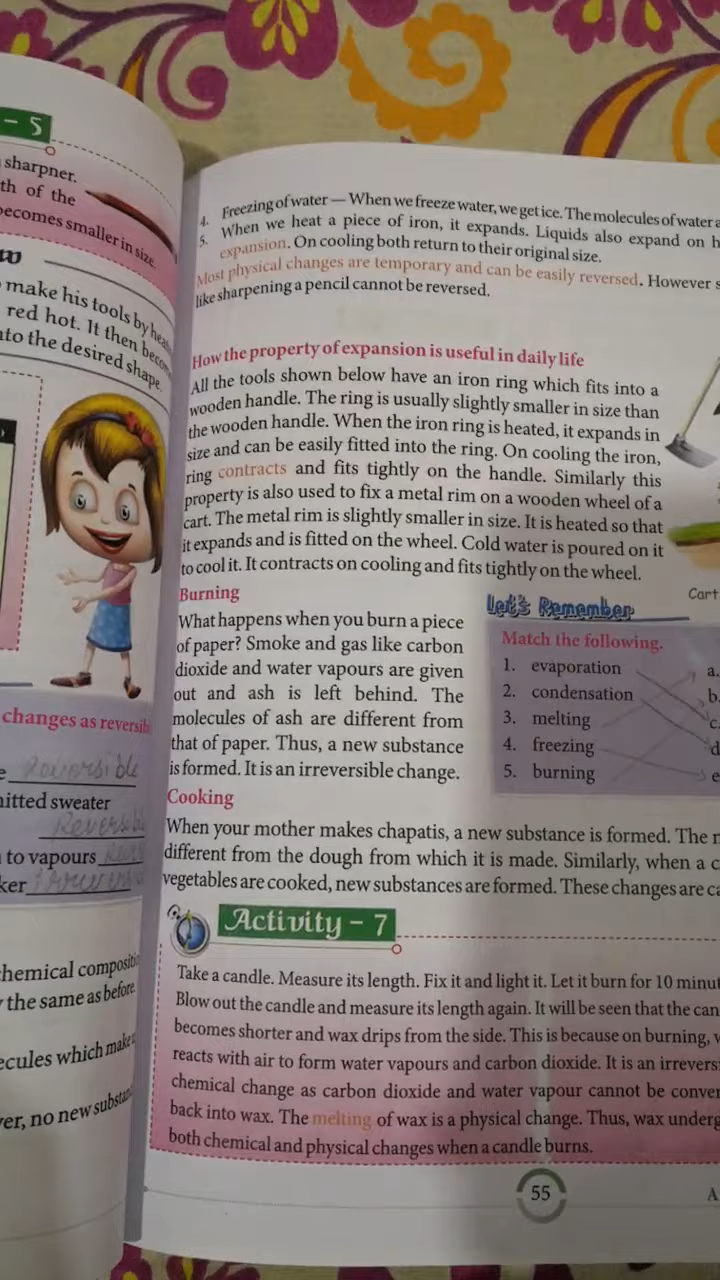 - 5
sharpner.
th of the
becomes smaller in size.
w
make his tools by
red hot. It then
to the desired shape.
changes as
Reversible
sweater
to vapours
chemical
the same as before.
which make
no new
4. Freezing of water — When we freeze water, we get ice. The molecules of water
5. When we heat a piece of iron, it expands. Liquids also expand on
expansion. On cooling both return to their original size.
Most physical changes are temporary and can be easily reversed. However
like sharpening a pencil cannot be reversed.
How the property of expansion is useful in daily life
All the tools shown below have an iron ring which fits into a
wooden handle. The ring is usually slightly smaller in size than
the wooden handle. When the iron ring is heated, it expands in
size and can be easily fitted into the ring. On cooling the iron,
ring contracts and fits tightly on the handle. Similarly this
property is also used to fix a metal rim on a wooden wheel of a
cart. The metal rim is slightly smaller in size. It is heated so that
it expands and is fitted on the wheel. Cold water is poured on it
to cool it. It contracts on cooling and fits tightly on the wheel.
Cart
Burning
What happens when you burn a piece
of paper? Smoke and gas like carbon
dioxide and water vapours are given
out and ash is left behind. The
molecules of ash are different from
that of paper. Thus, a new substance
is formed. It is an irreversible change.
Let's Remember
Match the following.
1. evaporation a.
2. condensation b.
3. melting c.
4. freezing d
5. burning e
Cooking
When your mother makes chapatis, a new substance is formed. The
different from the dough from which it is made. Similarly, when a
vegetables are cooked, new substances are formed. These changes are
Activity - 7
Take a candle. Measure its length. Fix it and light it. Let it burn for 10
Blow out the candle and measure its length again. It will be seen that the
becomes shorter and wax drips from the side. This is because on burning,
reacts with air to form water vapours and carbon dioxide. It is an
chemical change as carbon dioxide and water vapour cannot be
back into wax. The melting of wax is a physical change. Thus, wax
both chemical and physical changes when a candle burns.
55